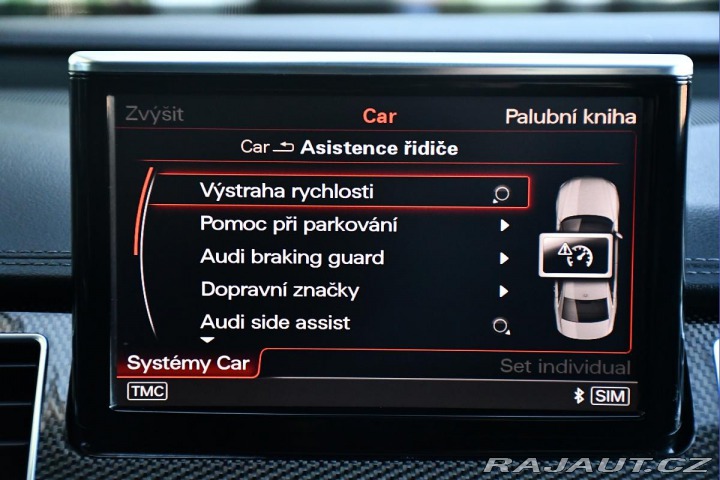 Zvýšit Car Palubní kniha
Car Asistence řidiče
Výstraha rychlosti
Pomoc při parkování
Audi braking guard
Dopravní značky
Audi side assist
Systémy Car Set individual
TMC SIM
RAJAUT.CZ